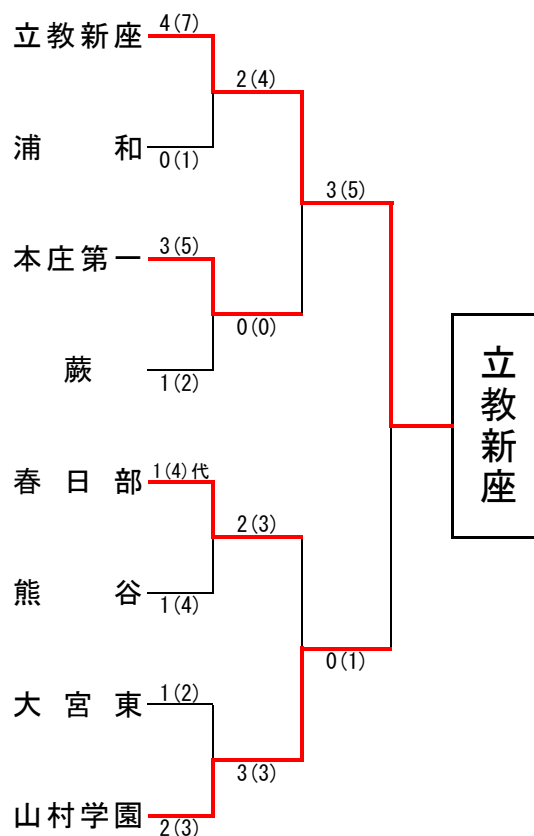 立教新座 4(7)
2(4)
浦和 0(1)
3(5)
本庄第一 3(5)
0(0)
蕨 1(2)
立教新座
春日部 1(4)代
2(3)
熊谷 1(4)
0(1)
大宮東 1(2)
3(3)
山村学園 2(3)